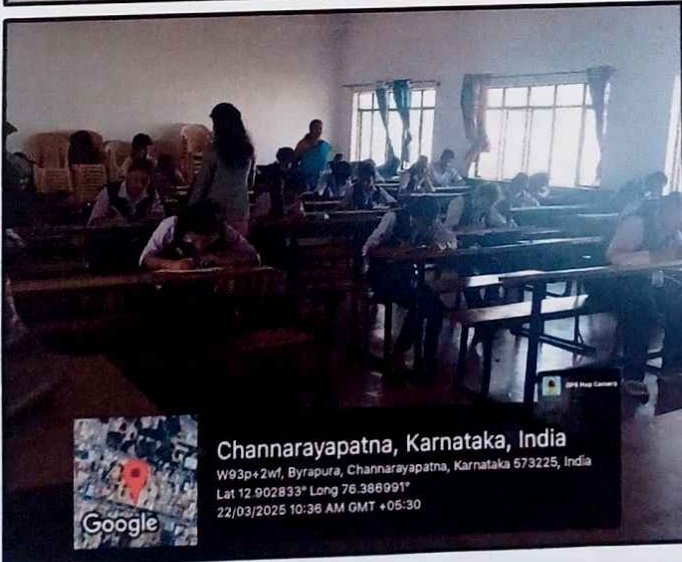 GPS Map Camera
Channarayapatna, Karnataka, India
W93p+2wf, Byrapura, Channarayapatna, Karnataka 573225, India
Lat 12.902833° Long 76.386991°
22/03/2025 10:36 AM GMT +05:30
Google